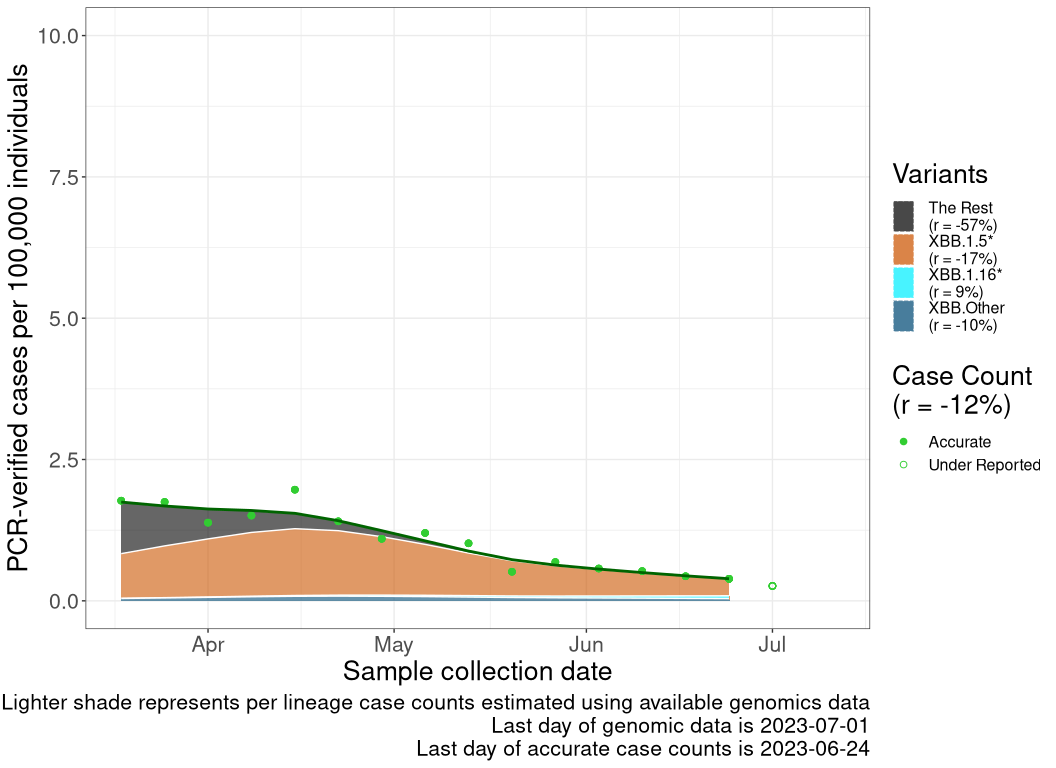 PCR-verified cases per 100,000 individuals
10.0
7.5
5.0
2.5
0.0
Apr
May
Jun
Jul
Sample collection date
Variants
The Rest
(r = -57%)
XBB.1.5*
(r = -17%)
XBB.1.16*
(r = 9%)
XBB.Other
(r = -10%)
Case Count
(r = -12%)
Accurate
Under Reported
Lighter shade represents per lineage case counts estimated using available genomics data
Last day of genomic data is 2023-07-01
Last day of accurate case counts is 2023-06-24